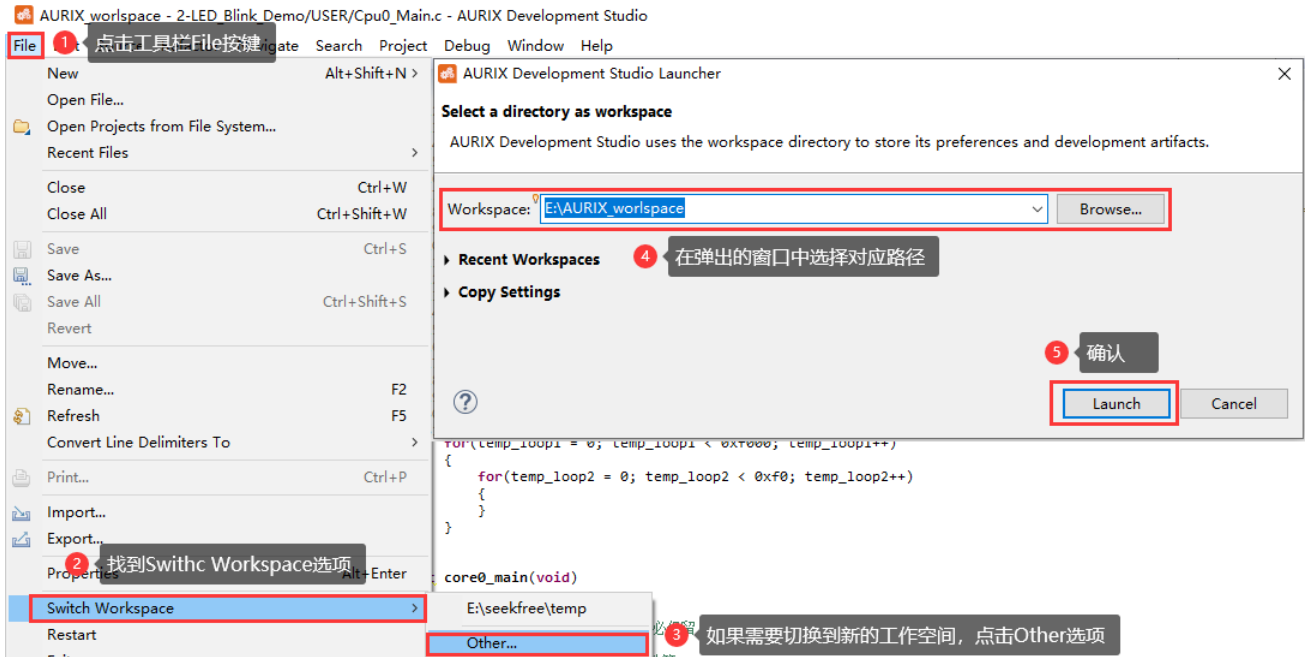 AURIX_worlspace - 2-LED_Blink_Demo/USER/Cpu0_Main.c - AURIX Development Studio
File
Search Project Debug Window Help
1 点击工具栏File按键
New Alt+Shift+N >
Open File...
Open Projects from File System...
Recent Files >
Close Ctrl+W
Close All Ctrl+Shift+W
Save Ctrl+S
Save As...
Save All Ctrl+Shift+S
Revert
Move...
Rename... F2
Refresh F5
Convert Line Delimiters To >
Print... Ctrl+P
Import...
Export...
2 找到Swithc Workspace选项
Properties Alt+Enter
Switch Workspace >
Restart
E:\seekfree\temp
Other...
3 如果需要切换到新的工作空间，点击Other选项
AURIX Development Studio Launcher
Select a directory as workspace
AURIX Development Studio uses the workspace directory to store its preferences and development artifacts.
Workspace: E:\AURIX_worlspace Browse...
4 在弹出的窗口中选择对应路径
Recent Workspaces
Copy Settings
5 确认
Launch Cancel
for(temp_loop1 = 0; temp_loop1 < 0xf000; temp_loop1++)
{
for(temp_loop2 = 0; temp_loop2 < 0xf0; temp_loop2++)
{
}
}
core0_main(void)